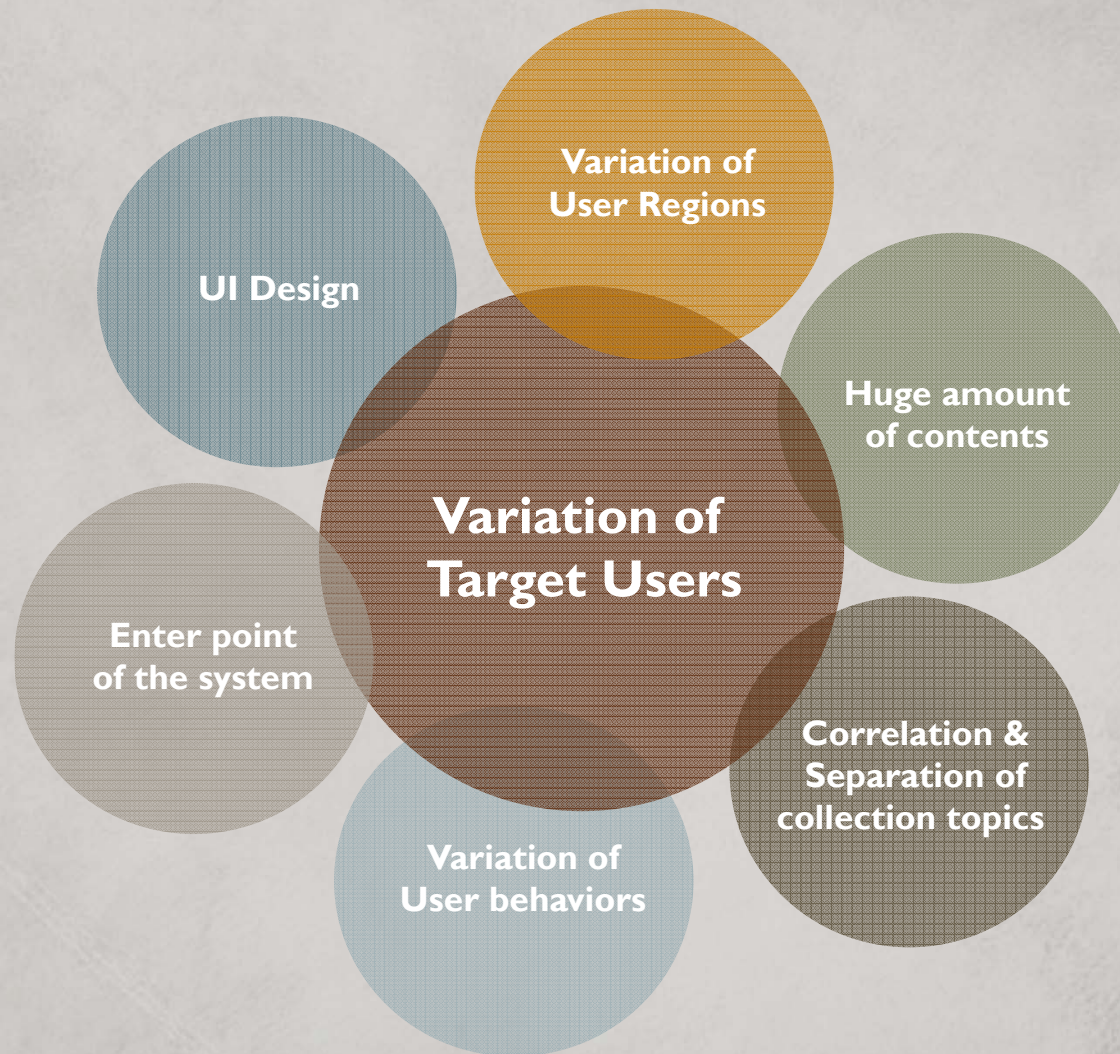 Variation of
User Regions
UI Design
Huge amount
of contents
Variation of
Target Users
Enter point
of the system
Correlation &
Separation of
collection topics
Variation of
User behaviors